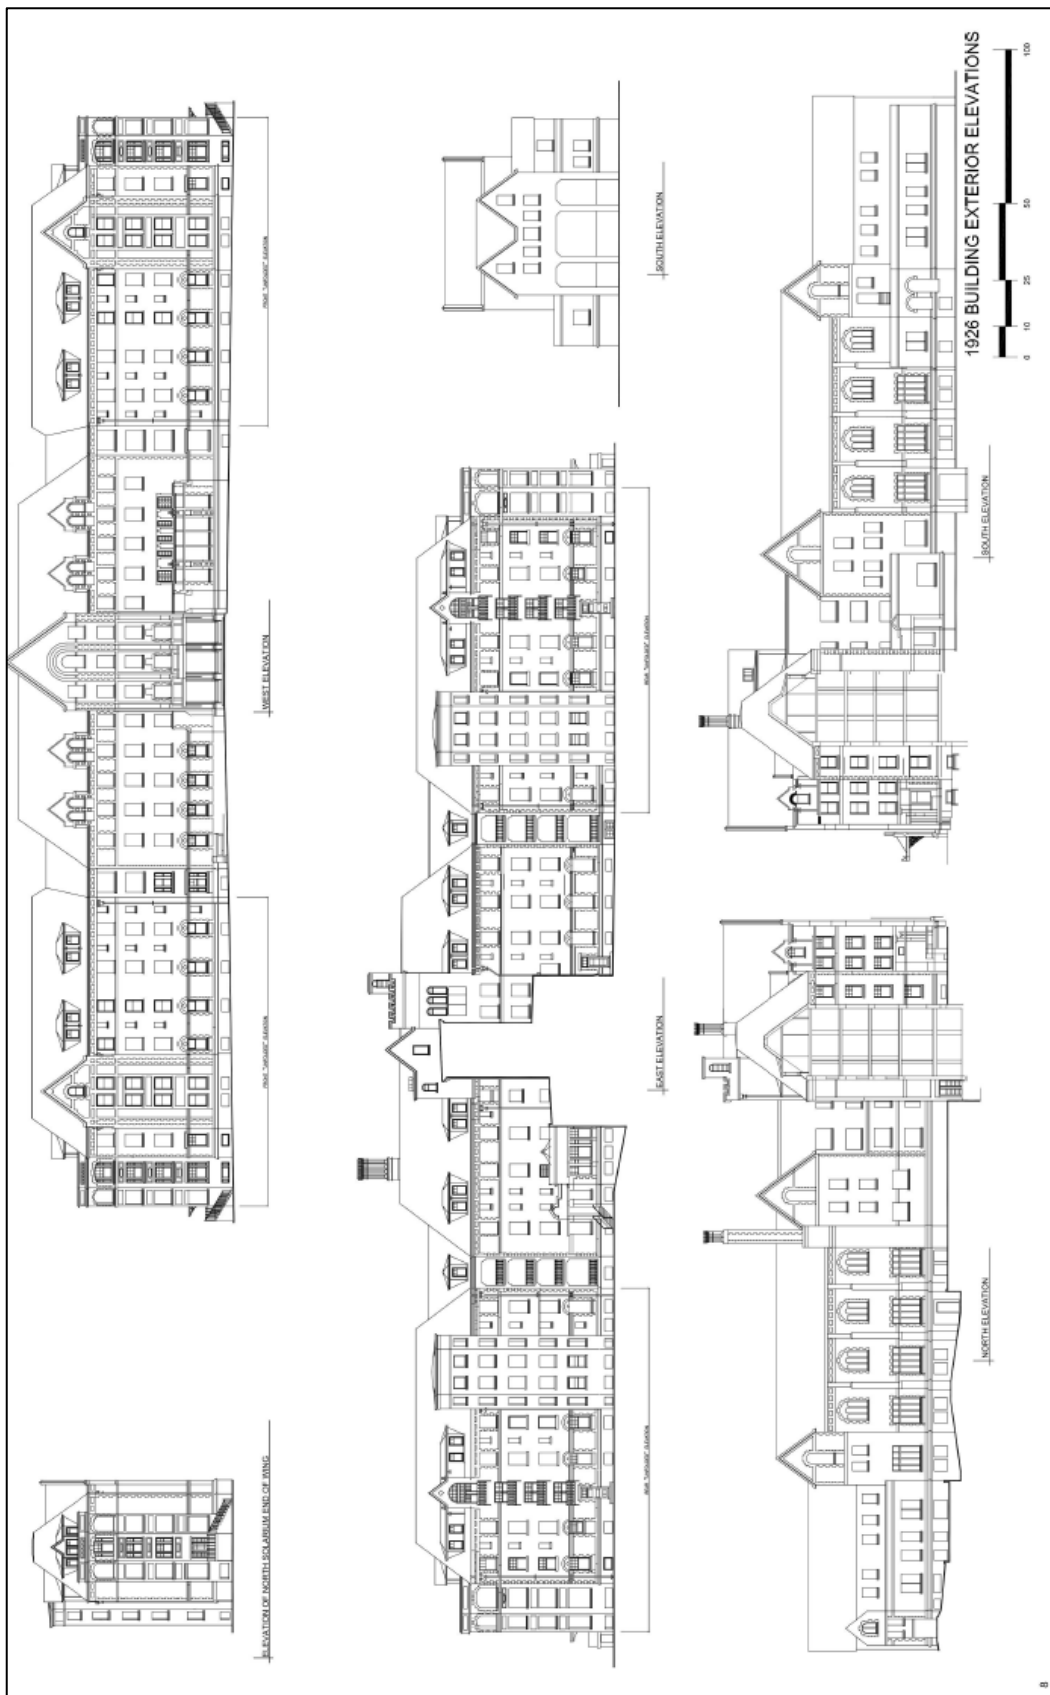 WEST ELEVATION
ELEVATION OF NORTH SOLARIUM END OF WING
SOUTH ELEVATION
EAST ELEVATION
1926 BUILDING EXTERIOR ELEVATIONS
0 10 25 50 100
SOUTH ELEVATION
NORTH ELEVATION
8